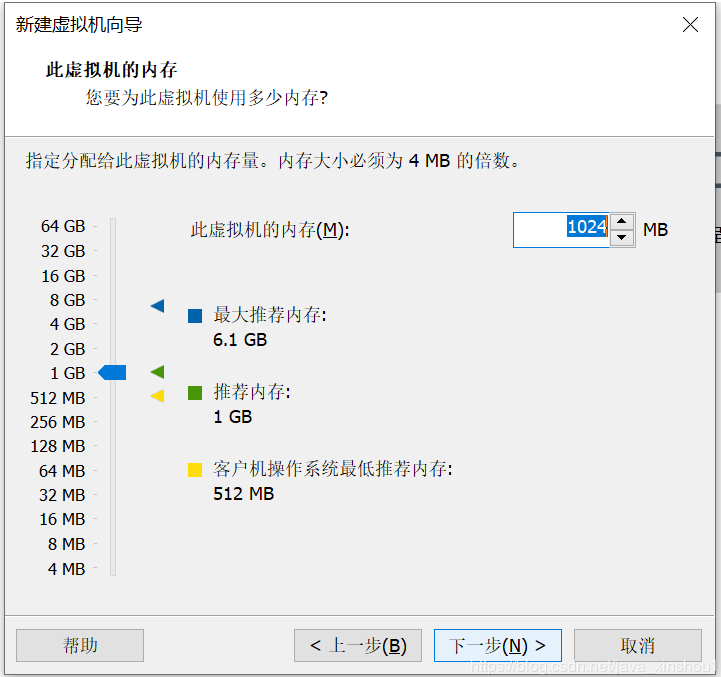 新建虚拟机向导
此虚拟机的内存
您要为此虚拟机使用多少内存?
指定分配给此虚拟机的内存量。内存大小必须为 4 MB 的倍数。
此虚拟机的内存(M):
1024 MB
64 GB
32 GB
16 GB
8 GB
4 GB
2 GB
1 GB
512 MB
256 MB
128 MB
64 MB
32 MB
16 MB
8 MB
4 MB
最大推荐内存:
6.1 GB
推荐内存:
1 GB
客户机操作系统最低推荐内存:
512 MB
帮助
< 上一步(B)
下一步(N) >
取消
https://blog.csdn.net/java_xinshou1